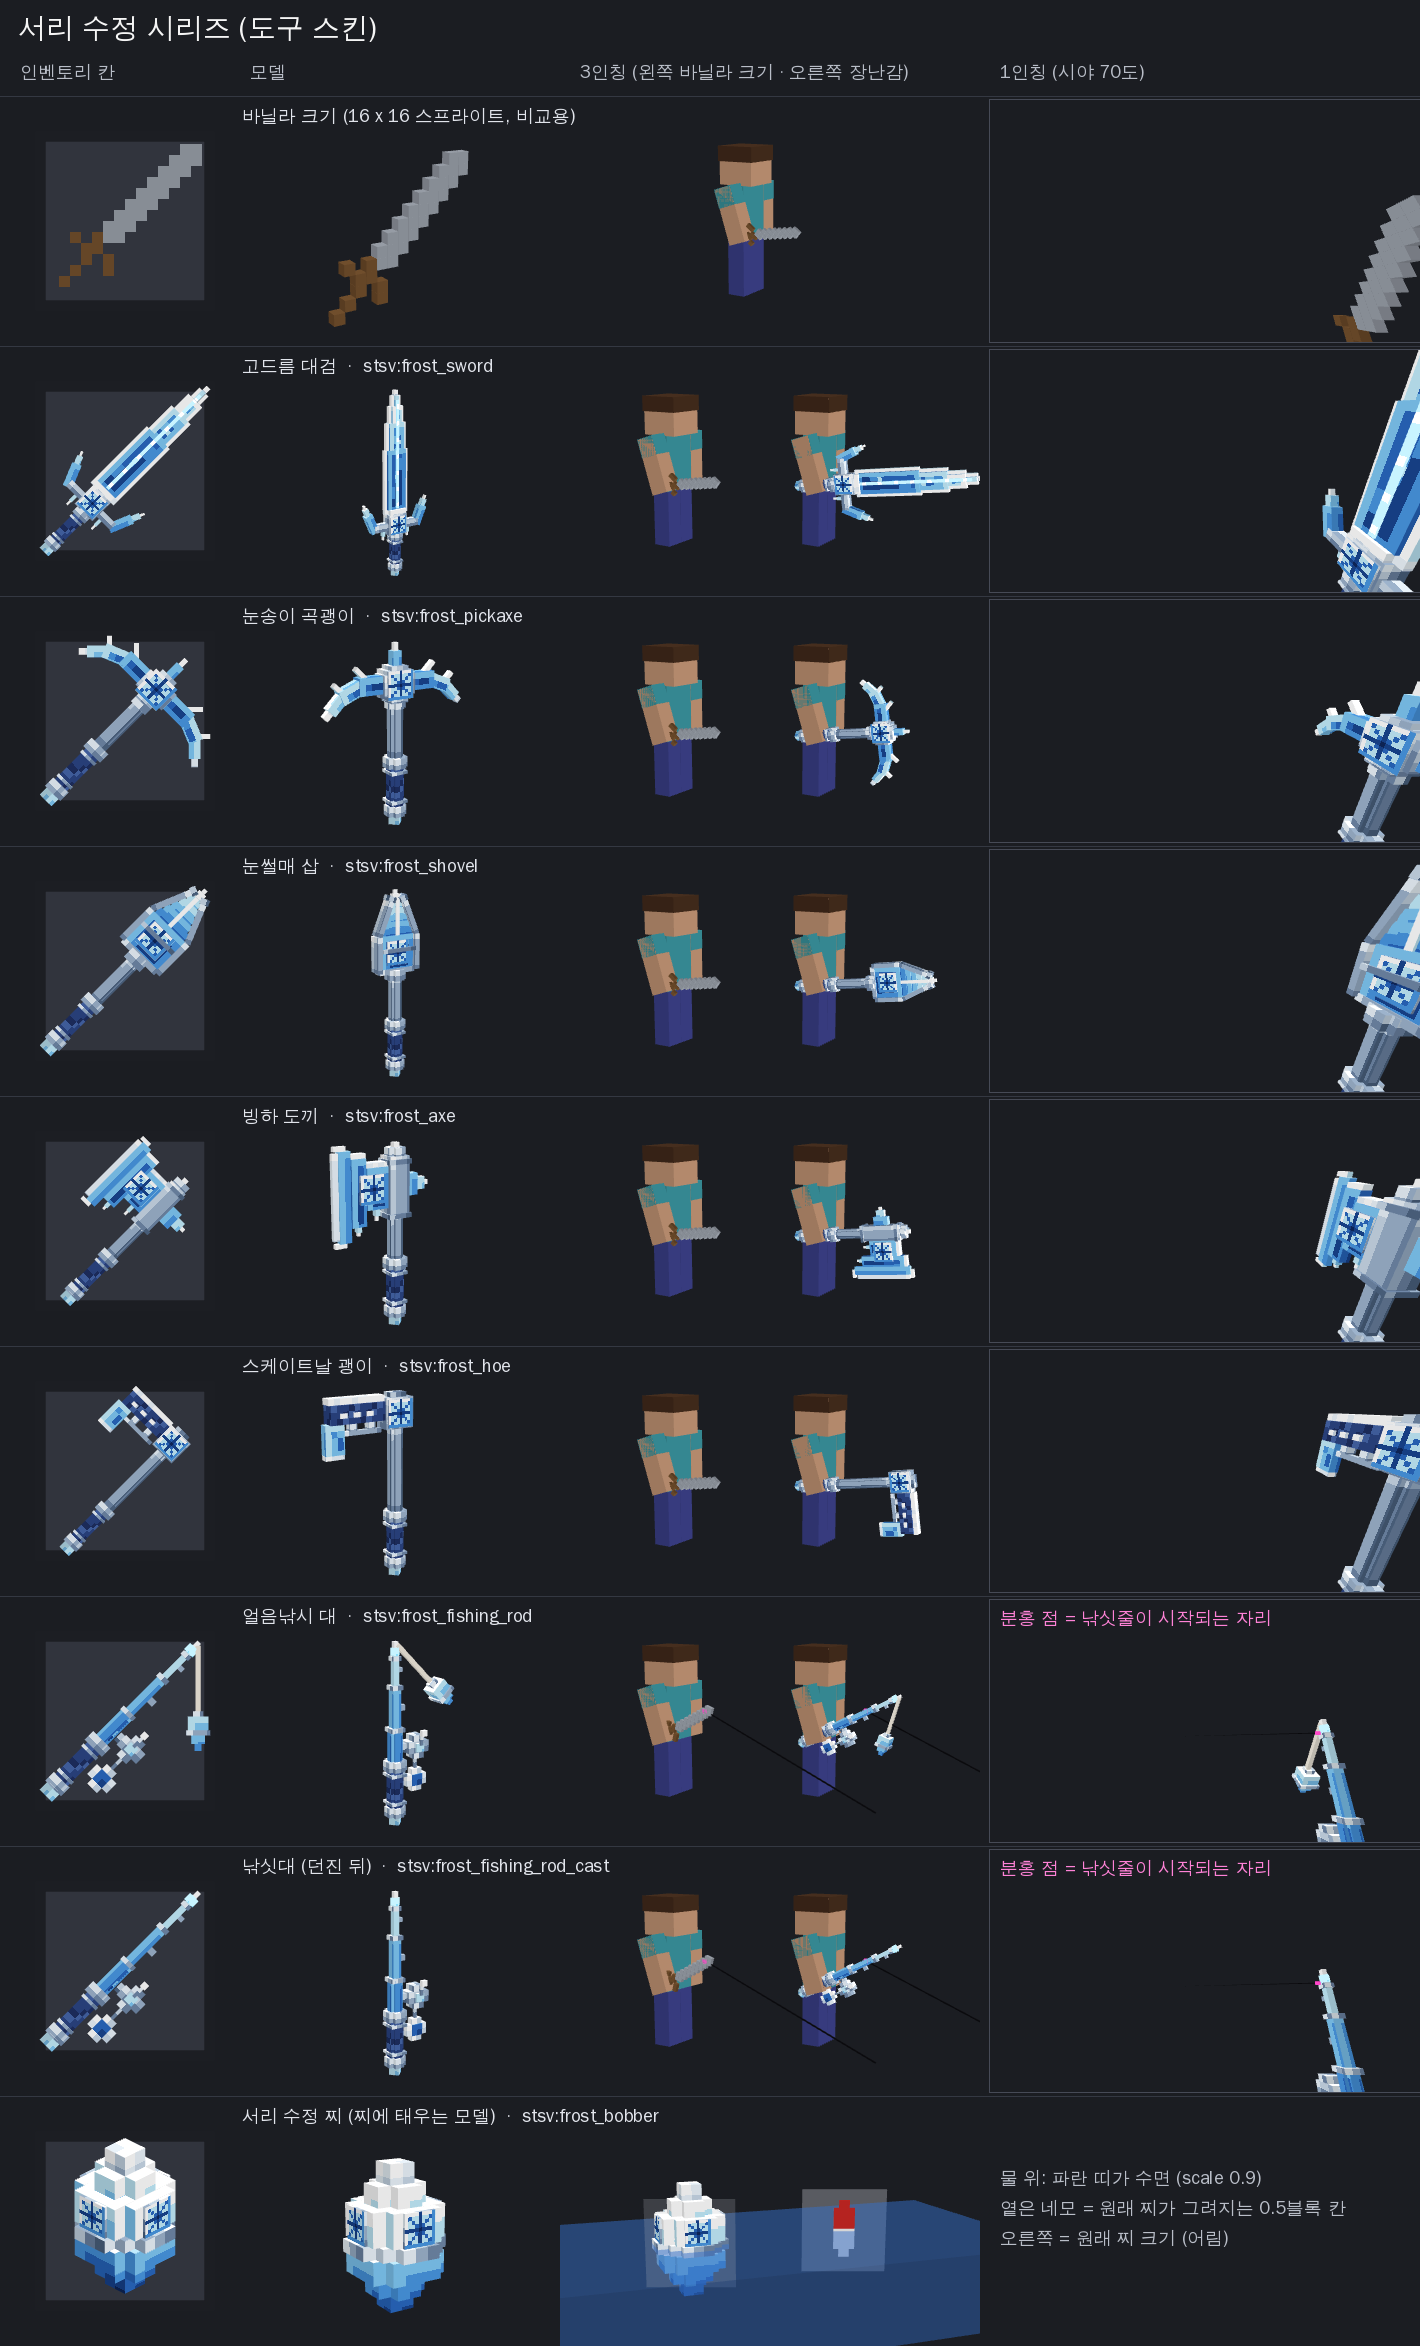 서리 수정 시리즈 (도구 스킨)
인벤토리 칸
모델
3인칭 (왼쪽 바닐라 크기 · 오른쪽 장난감)
1인칭 (시야 70도)
바닐라 크기 (16 x 16 스프라이트, 비교용)
고드름 대검 · stsv:frost_sword
눈송이 곡괭이 · stsv:frost_pickaxe
눈썰매 삽 · stsv:frost_shovel
빙하 도끼 · stsv:frost_axe
스케이트날 괭이 · stsv:frost_hoe
얼음낚시 대 · stsv:frost_fishing_rod
분홍 점 = 낚싯줄이 시작되는 자리
낚싯대 (던진 뒤) · stsv:frost_fishing_rod_cast
분홍 점 = 낚싯줄이 시작되는 자리
서리 수정 찌 (찌에 태우는 모델) · stsv:frost_bobber
물 위: 파란 띠가 수면 (scale 0.9)
옅은 네모 = 원래 찌가 그려지는 0.5블록 칸
오른쪽 = 원래 찌 크기 (어림)